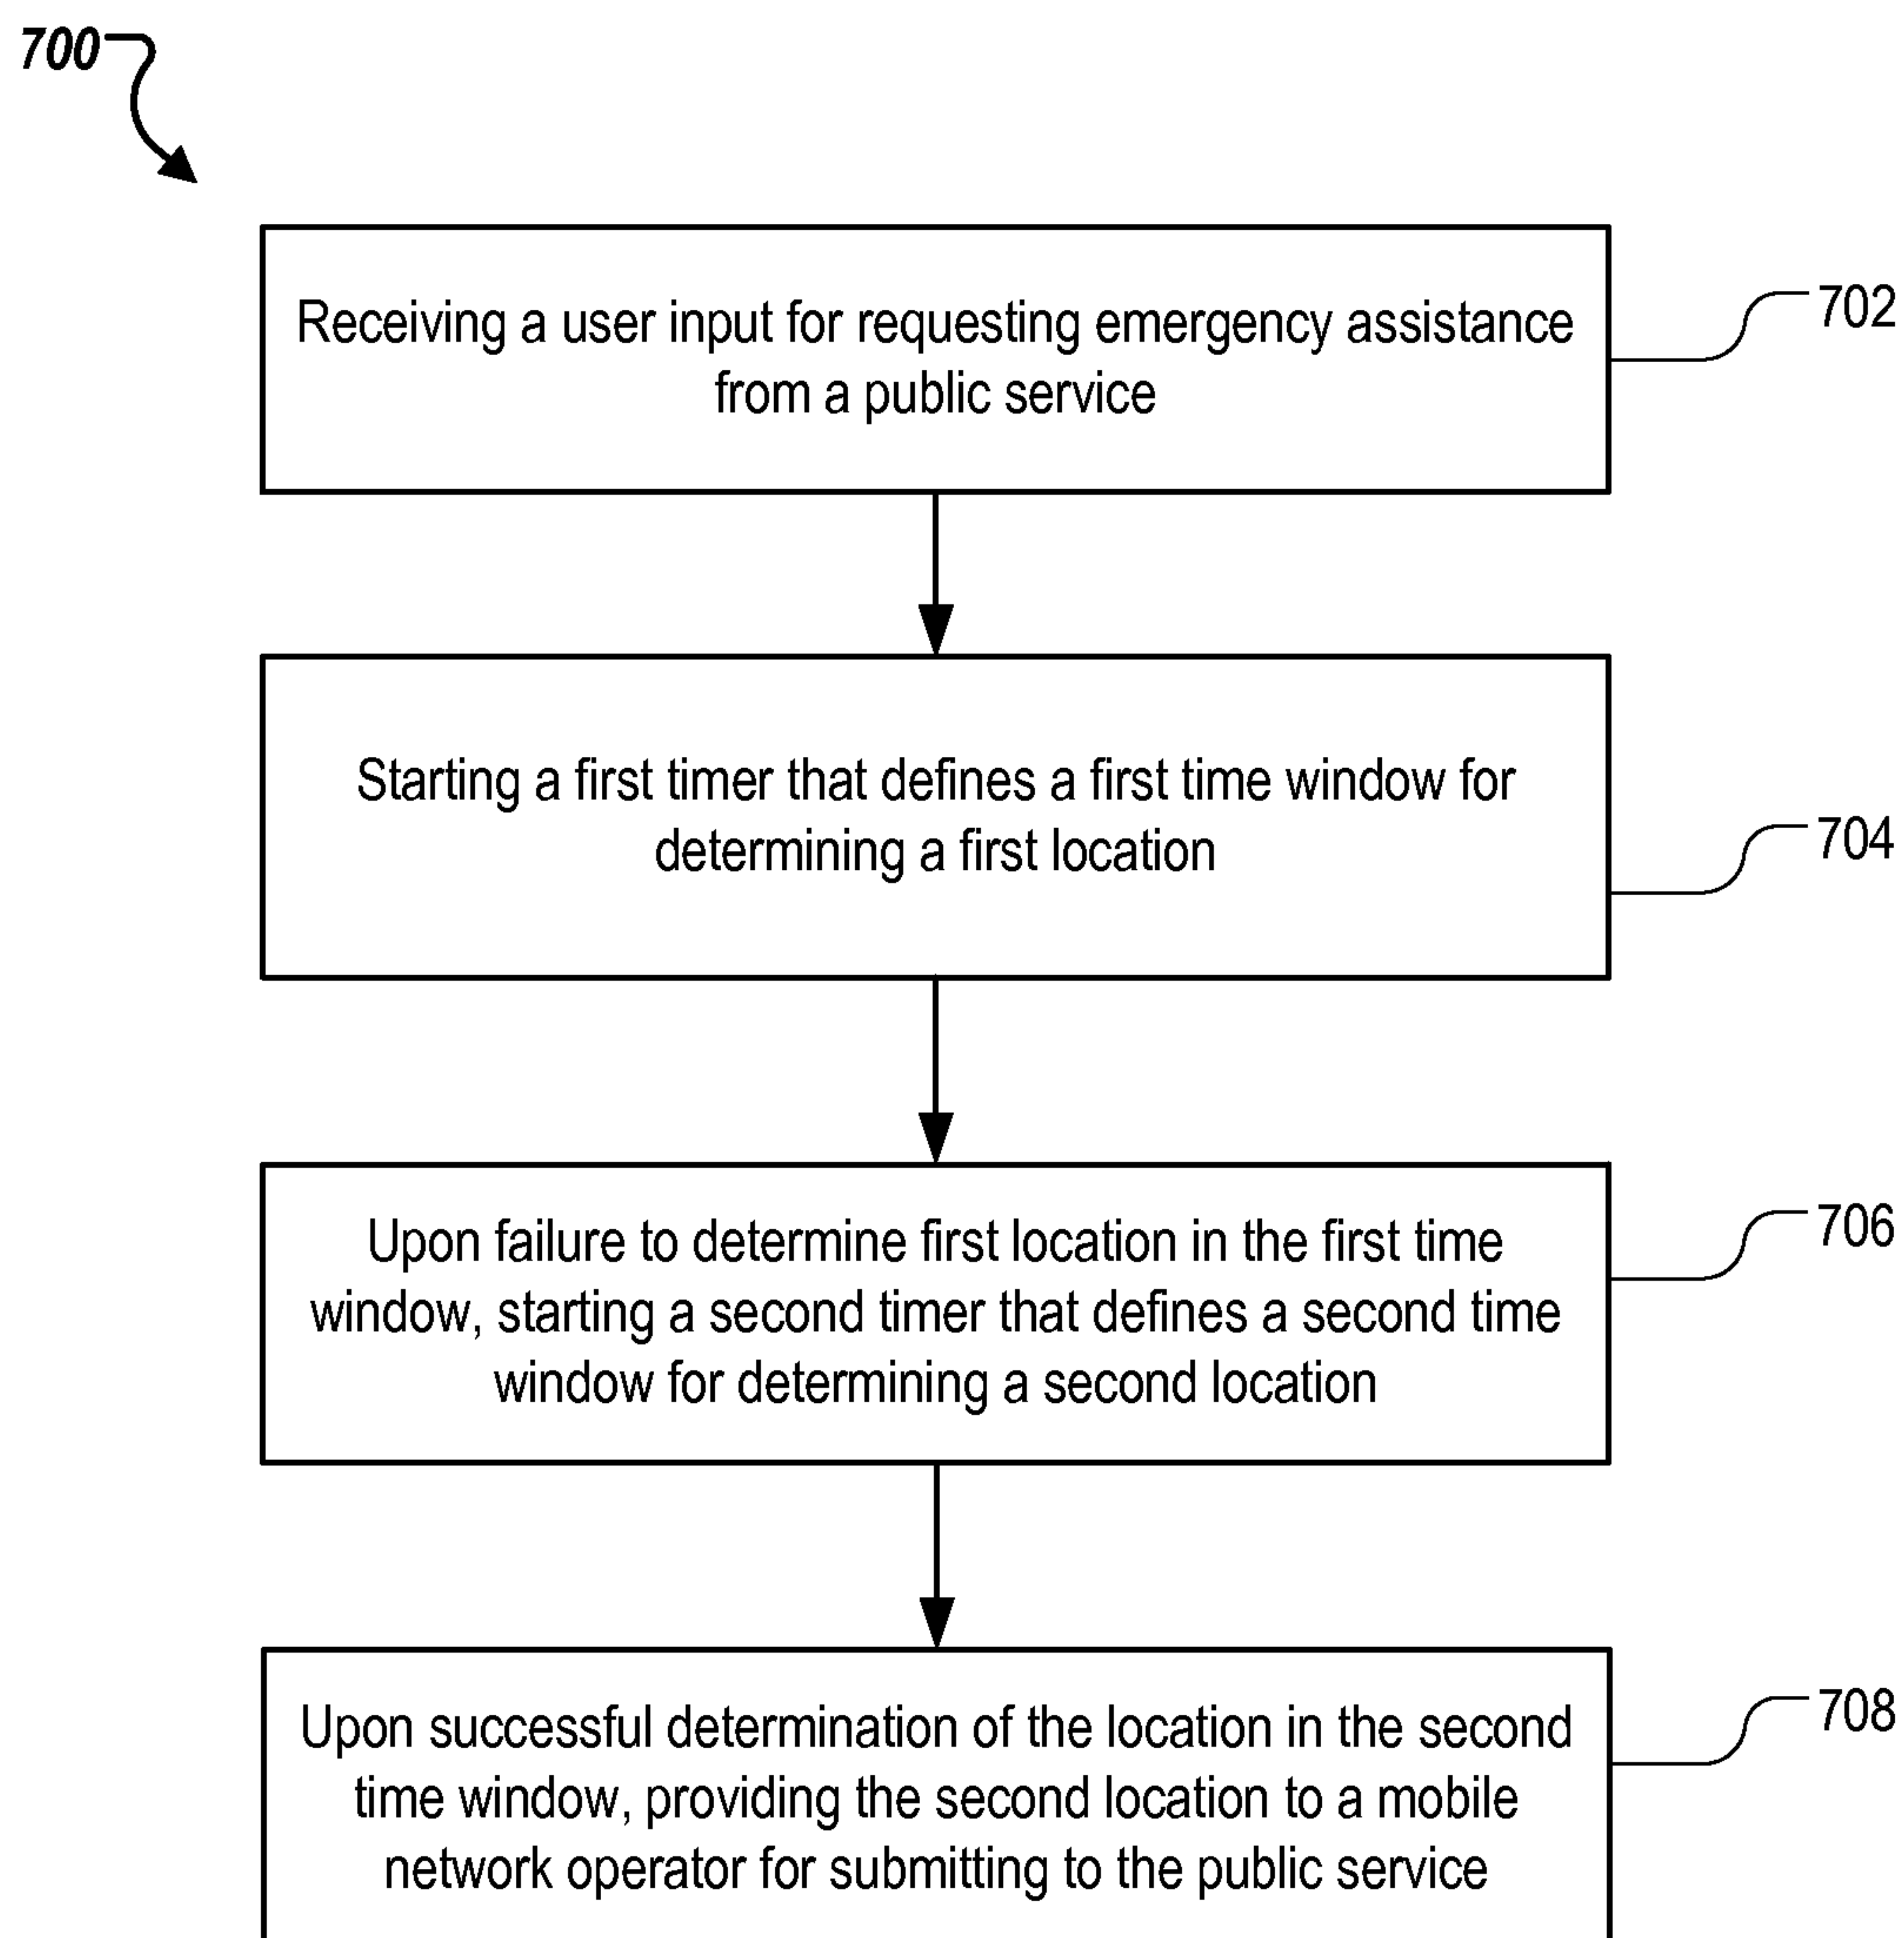 700
Receiving a user input for requesting emergency assistance
from a public service
702
Starting a first timer that defines a first time window for
determining a first location
704
Upon failure to determine first location in the first time
window, starting a second timer that defines a second time
window for determining a second location
706
Upon successful determination of the location in the second
time window, providing the second location to a mobile
network operator for submitting to the public service
708